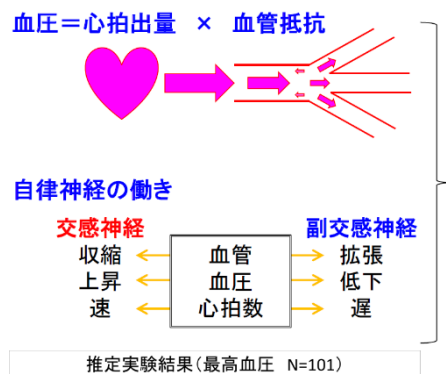 血圧＝心拍出量 × 血管抵抗
自律神経の働き
交感神経 副交感神経
収縮 血管 拡張
上昇 血圧 低下
速 心拍数 遅
推定実験結果(最高血圧 N=101)